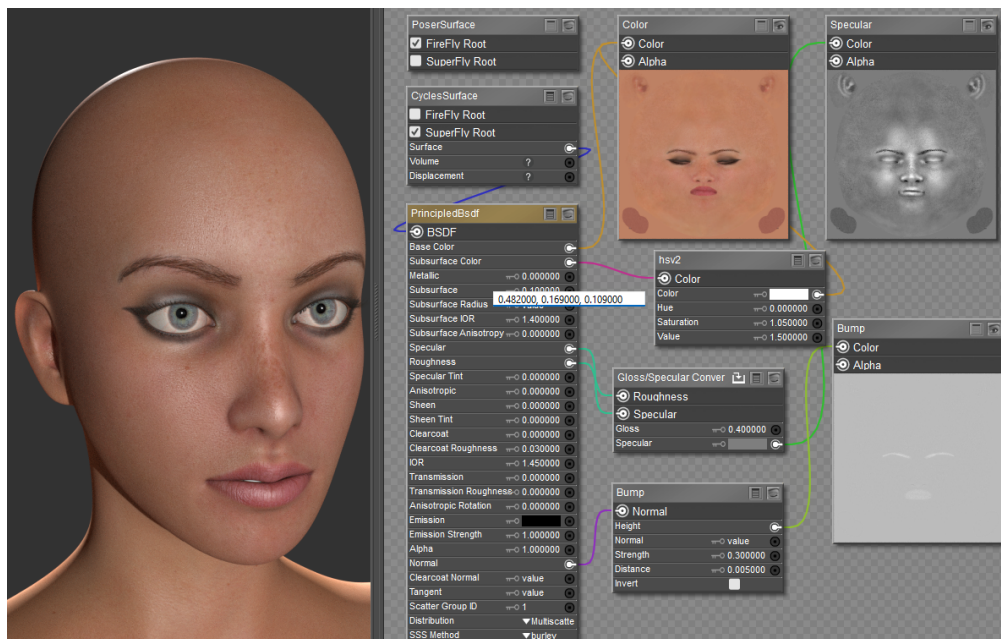 PoserSurface
FireFly Root
SuperFly Root
CyclesSurface
FireFly Root
SuperFly Root
Surface
Volume ?
Displacement ?
PrincipledBsdf
BSDF
Base Color
Subsurface Color
Metallic 0.000000
Subsurface 0.100000
0.482000, 0.169000, 0.109000
Subsurface Radius
Subsurface IOR 1.400000
Subsurface Anisotropy 0.000000
Specular
Roughness
Specular Tint 0.000000
Anisotropic 0.000000
Sheen 0.000000
Sheen Tint 0.000000
Clearcoat 0.000000
Clearcoat Roughness 0.030000
IOR 1.450000
Transmission 0.000000
Transmission Roughness 0.000000
Anisotropic Rotation 0.000000
Emission
Emission Strength 1.000000
Alpha 1.000000
Normal
Clearcoat Normal value
Tangent value
Scatter Group ID 1
Distribution Multiscatte
SSS Method burley
Color
Color
Alpha
Specular
Color
Alpha
hsv2
Color
Color
Hue 0.000000
Saturation 1.050000
Value 1.500000
Gloss/Specular Conver
Roughness
Specular
Gloss 0.400000
Specular
Bump
Normal
Height
Normal value
Strength 0.300000
Distance 0.005000
Invert
Bump
Color
Alpha